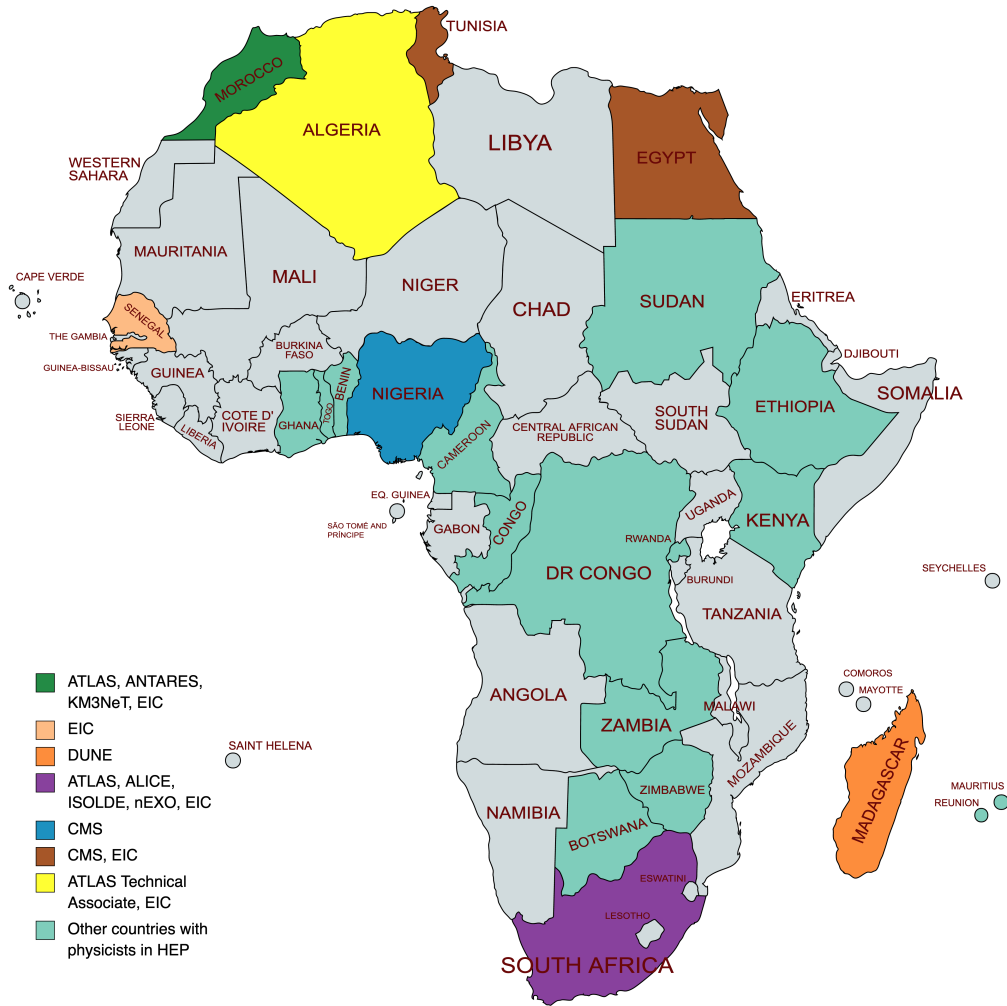 TUNISIA
MOROCCO
ALGERIA
LIBYA
EGYPT
WESTERN
SAHARA
MAURITANIA
MALI
NIGER
CHAD
SUDAN
ERITREA
CAPE VERDE
SENEGAL
THE GAMBIA
GUINEA-BISSAU
GUINEA
BURKINA
FASO
BENIN
NIGERIA
DJIBOUTI
SOMALIA
ETHIOPIA
SOUTH
SUDAN
CENTRAL AFRICAN
REPUBLIC
CAMEROON
SIERRA
LEONE
LIBERIA
COTE D'
IVOIRE
GHANA
TOGO
EQ. GUINEA
SÃO TOMÉ AND
PRÍNCIPE
GABON
CONGO
UGANDA
KENYA
RWANDA
DR CONGO
BURUNDI
TANZANIA
SEYCHELLES
COMOROS
MAYOTTE
ANGOLA
ZAMBIA
MALAWI
MOZAMBIQUE
SAINT HELENA
NAMIBIA
ZIMBABWE
BOTSWANA
MADAGASCAR
MAURITIUS
REUNION
ESWATINI
LESOTHO
SOUTH AFRICA
ATLAS, ANTARES,
KM3NeT, EIC
EIC
DUNE
ATLAS, ALICE,
ISOLDE, nEXO, EIC
CMS
CMS, EIC
ATLAS Technical
Associate, EIC
Other countries with
physicists in HEP